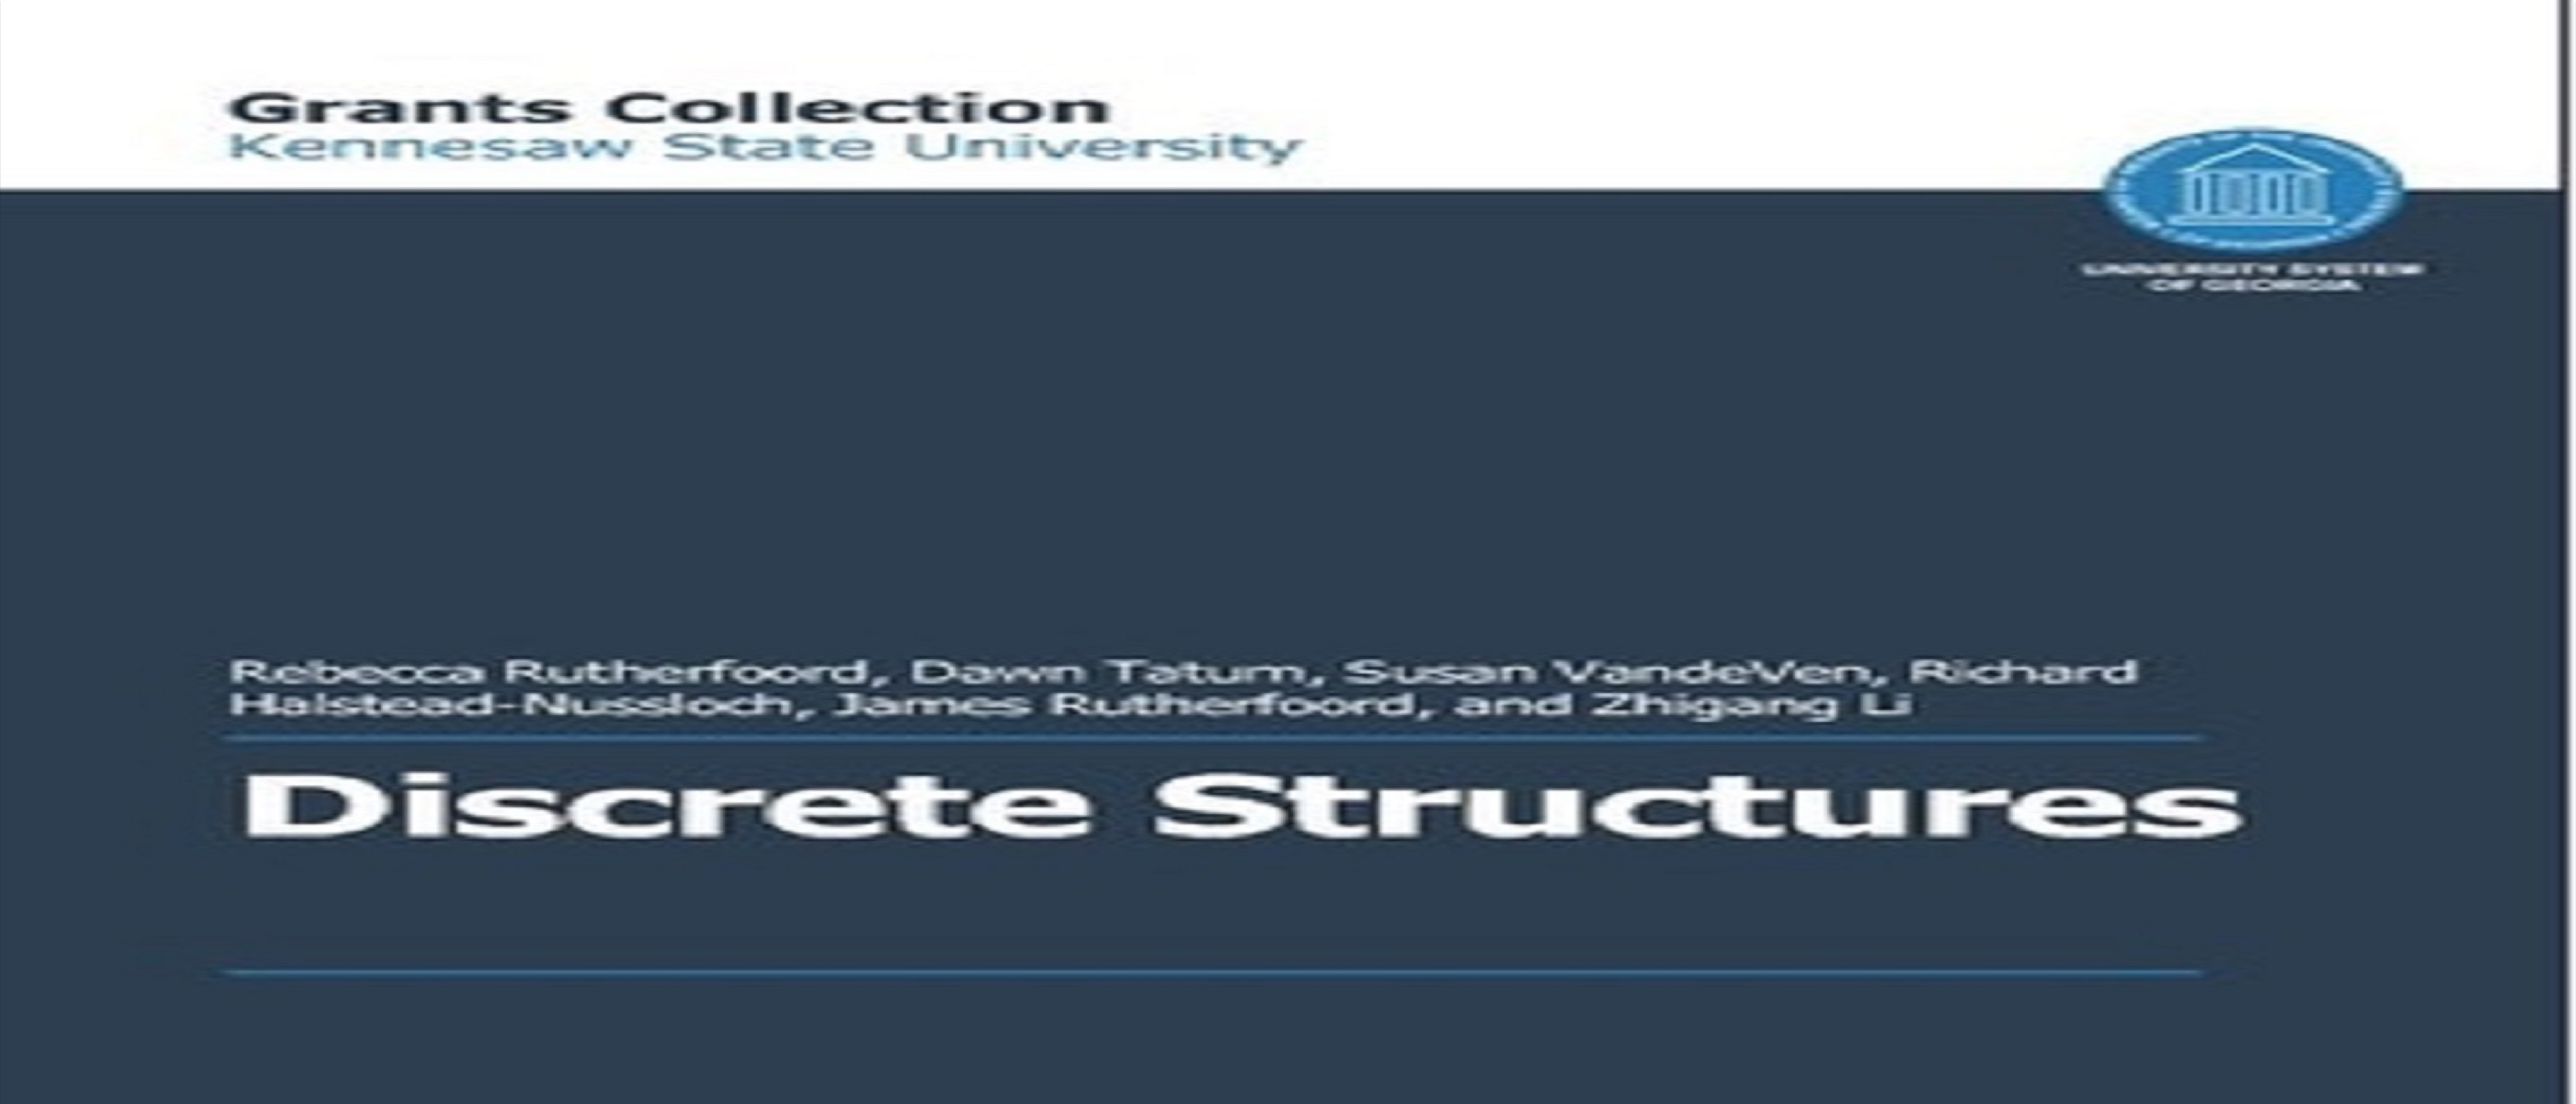 Grants Collection
Kennesaw State University
UNIVERSITY SYSTEM
OF GEORGIA
Rebecca Rutherfoord, Dawn Tatum, Susan VandeVen, Richard
Halstead-Nussloch, James Rutherfoord, and Zhigang Li
Discrete Structures